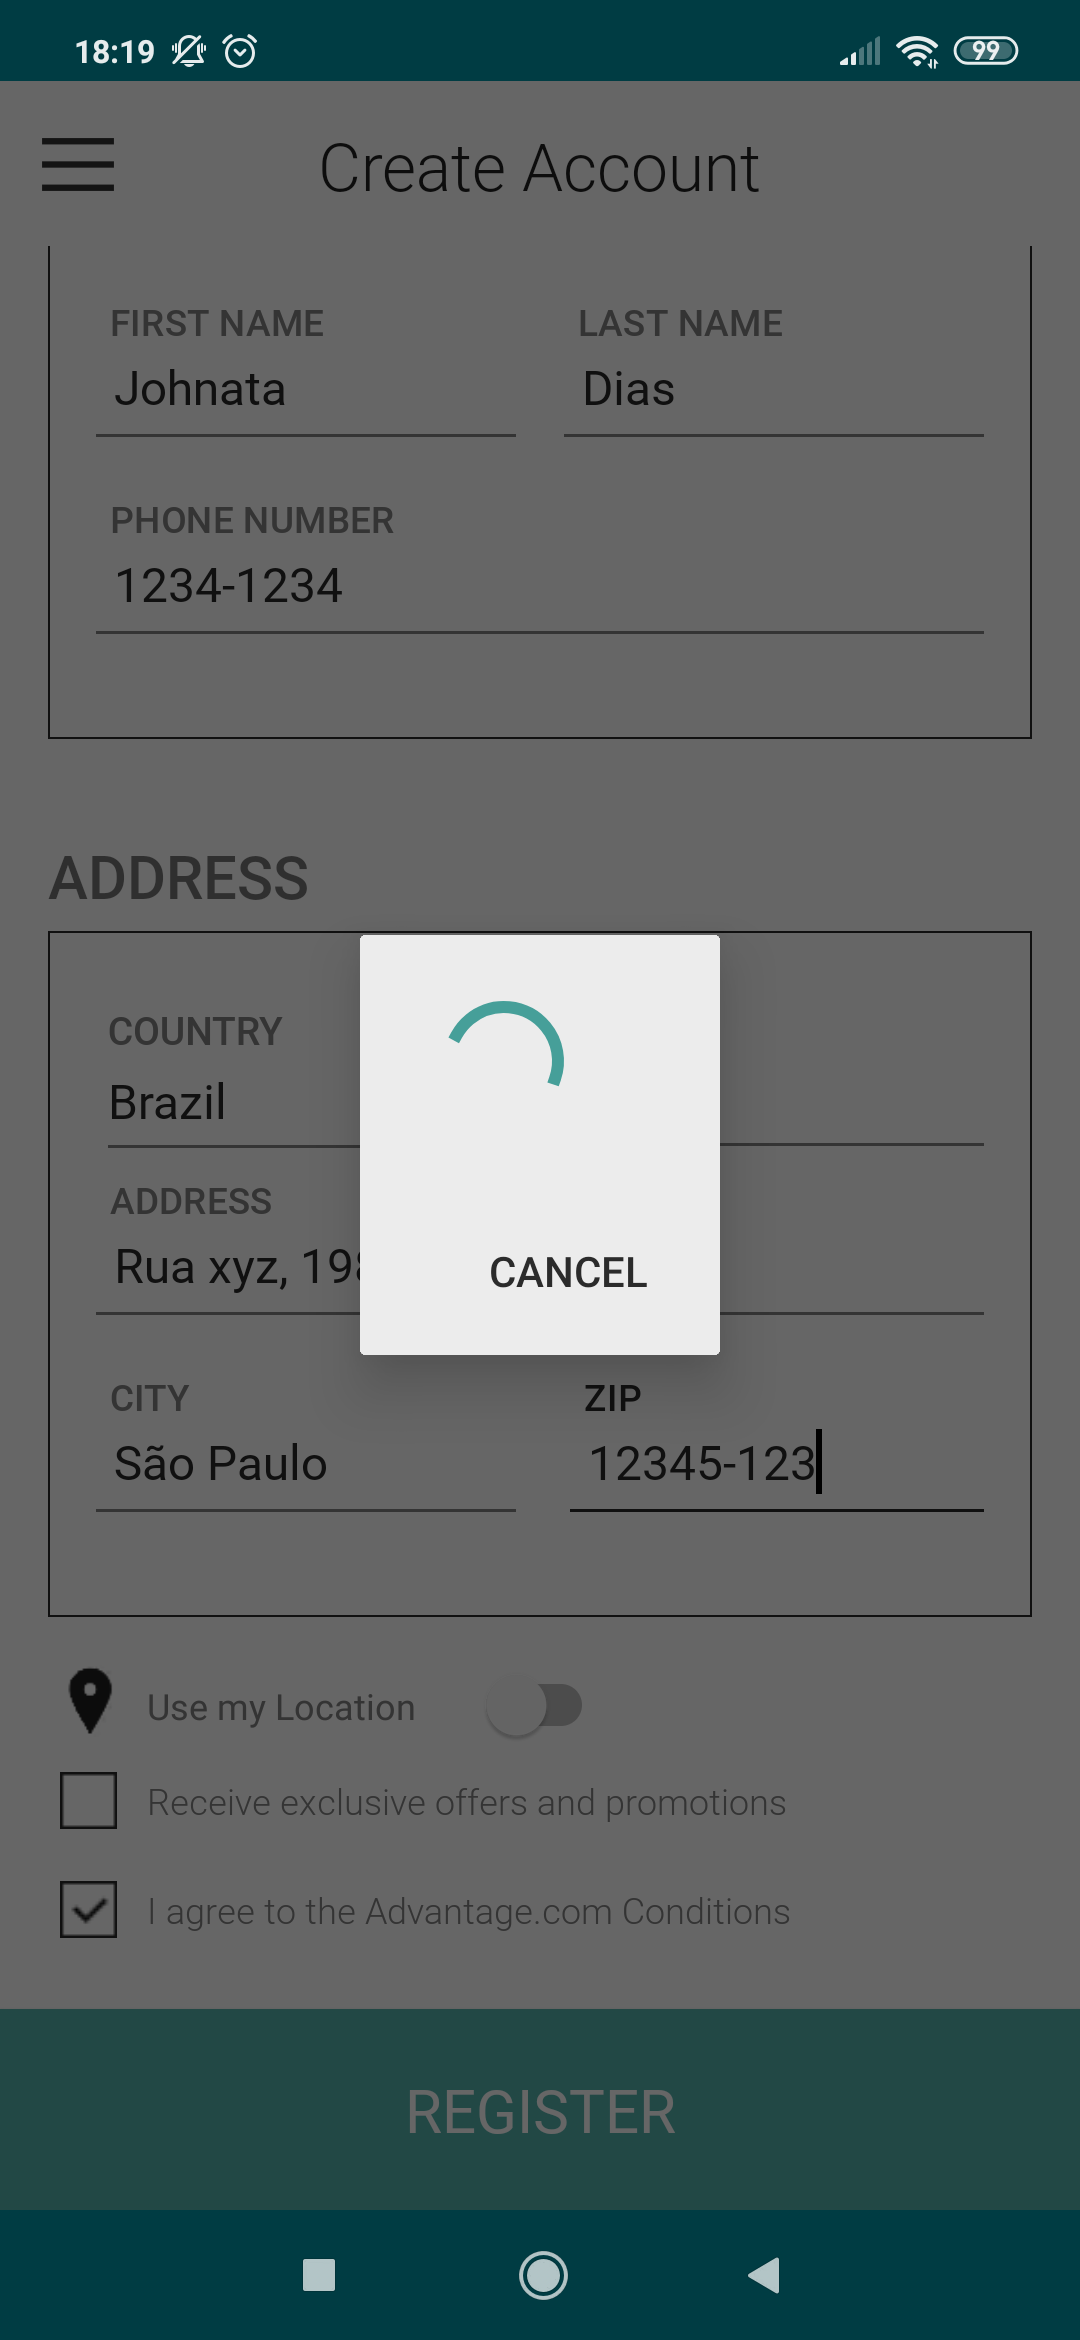 18:19 99
Create Account
FIRST NAME LAST NAME
Johnata Dias
PHONE NUMBER
1234-1234
ADDRESS
COUNTRY
Brazil
ADDRESS
Rua xyz,
CANCEL
CITY ZIP
São Paulo 12345-123
Use my Location
Receive exclusive offers and promotions
I agree to the Advantage.com Conditions
REGISTER